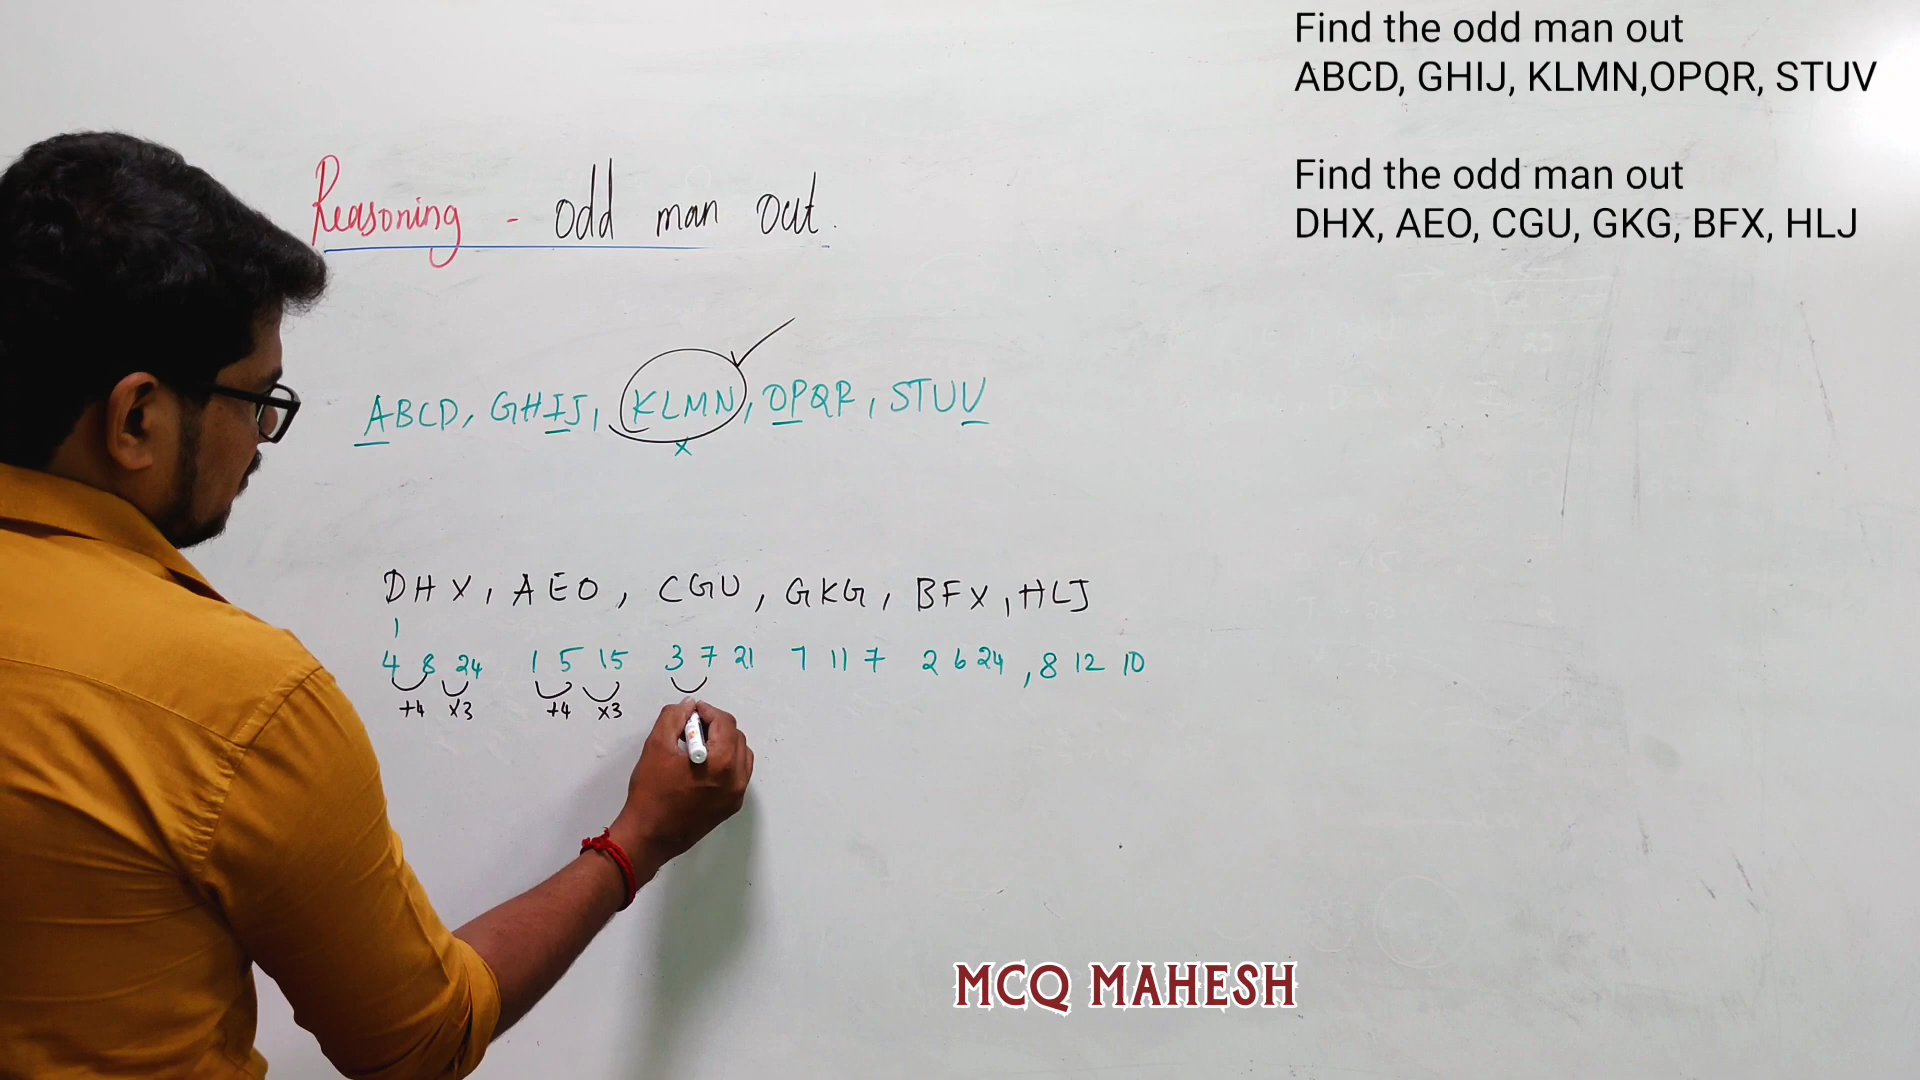 Find the odd man out
ABCD, GHIJ, KLMN,OPQR, STUV
Find the odd man out
DHX, AEO, CGU, GKG, BFX, HLJ
Reasoning - odd man out.
ABCD, GHIJ, KLMN, OPQR, STUV
x
DHX, AEO, CGU, GKG, BFX, HLJ
4 8 24 1 5 15 3 7 21 7 11 7 2 6 24, 8 12 10
+4 x3 +4 x3
MCQ MAHESH